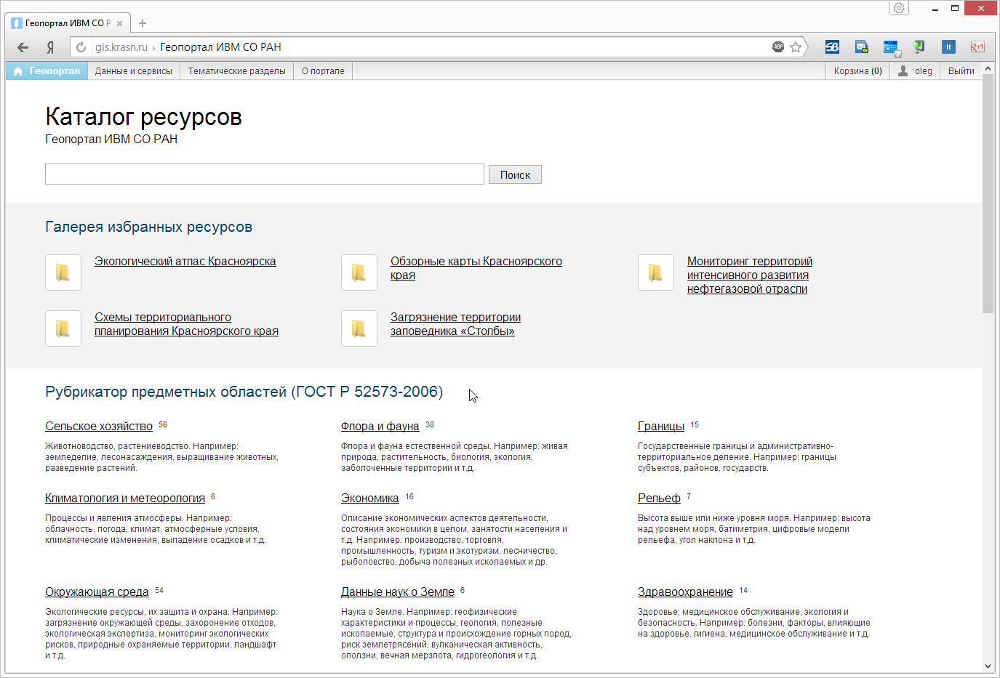 Геопортал ИВМ СО Р
gis.krasn.ru › Геопортал ИВМ СО РАН
ABP
SB
It
g+1
Геопортал
Данные и сервисы
Тематические разделы
О портале
Корзина (0)
oleg
Выйти
Каталог ресурсов
Геопортал ИВМ СО РАН
Поиск
Галерея избранных ресурсов
Экологический атлас Красноярска
Обзорные карты Красноярского
края
Мониторинг территорий
интенсивного развития
нефтегазовой отрасли
Схемы территориального
планирования Красноярского края
Загрязнение территории
заповедника «Столбы»
Рубрикатор предметных областей (ГОСТ Р 52573-2006)
Сельское хозяйство 56
Животноводство, растениеводство. Например:
земледелие, лесонасаждения, выращивание животных,
разведение растений.
Флора и фауна 38
Флора и фауна естественной среды. Например: живая
природа, растительность, биология, экология,
заболоченные территории и т.д.
Границы 15
Государственные границы и административно-
территориальное деление. Например: границы
субъектов, районов, государств.
Климатология и метеорология 6
Процессы и явления атмосферы. Например:
облачность, погода, климат, атмосферные условия,
климатические изменения, выпадение осадков и т.д.
Экономика 16
Описание экономических аспектов деятельности,
состояния экономики в целом, занятости населения и
т.д. Например: производство, торговля,
промышленность, туризм и экотуризм, лесничество,
рыболовство, добыча полезных ископаемых и др.
Рельеф 7
Высота выше или ниже уровня моря. Например: высота
над уровнем моря, батиметрия, цифровые модели
рельефа, угол наклона и т.д.
Окружающая среда 54
Экологические ресурсы, их защита и охрана. Например:
загрязнение окружающей среды, захоронение отходов,
экологическая экспертиза, мониторинг экологических
рисков, природные охраняемые территории, ландшафт
и т.д.
Данные наук о Земле 6
Наука о Земле. Например: геофизические
характеристики и процессы, геология, полезные
ископаемые, структура и происхождение горных пород,
риск землетрясений, вулканическая активность,
оползни, вечная мерзлота, гидрогеология и т.д.
Здравоохранение 14
Здоровье, медицинское обслуживание, экология и
безопасность. Например: болезни, факторы, влияющие
на здоровье, гигиена, медицинское обслуживание и т.д.